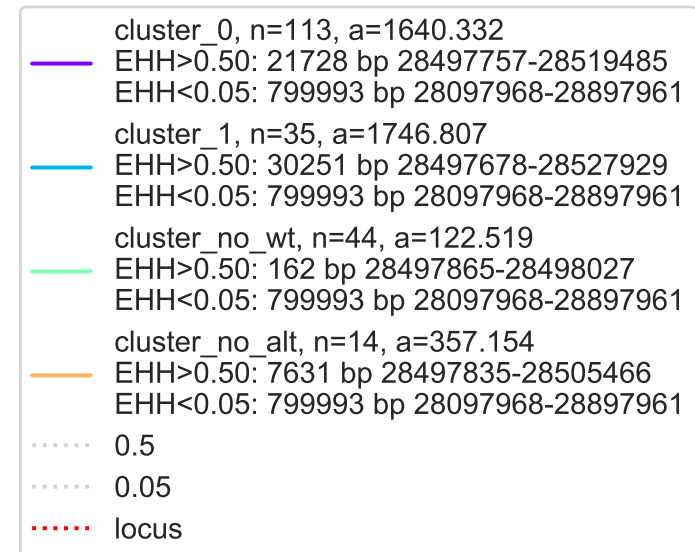 cluster_0, n=113, a=1640.332
EHH>0.50: 21728 bp 28497757-28519485
EHH<0.05: 799993 bp 28097968-28897961
cluster_1, n=35, a=1746.807
EHH>0.50: 30251 bp 28497678-28527929
EHH<0.05: 799993 bp 28097968-28897961
cluster_no_wt, n=44, a=122.519
EHH>0.50: 162 bp 28497865-28498027
EHH<0.05: 799993 bp 28097968-28897961
cluster_no_alt, n=14, a=357.154
EHH>0.50: 7631 bp 28497835-28505466
EHH<0.05: 799993 bp 28097968-28897961
0.5
0.05
locus